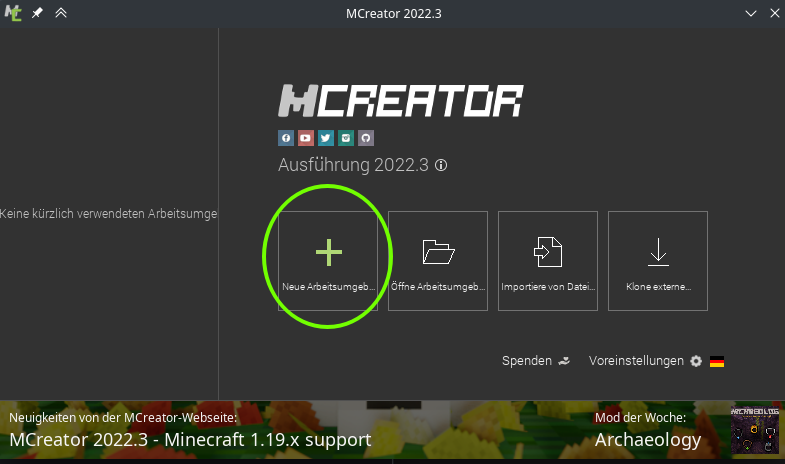 MCreator 2022.3
MCREATOR
Ausführung 2022.3
Keine kürzlich verwendeten Arbeitsumge
Neue Arbeitsumgeb...
Öffne Arbeitsumgeb...
Importiere von Datei...
Klone externe...
Spenden
Voreinstellungen
Neuigkeiten von der MCreator-Webseite:
MCreator 2022.3 - Minecraft 1.19.x support
Mod der Woche:
Archaeology